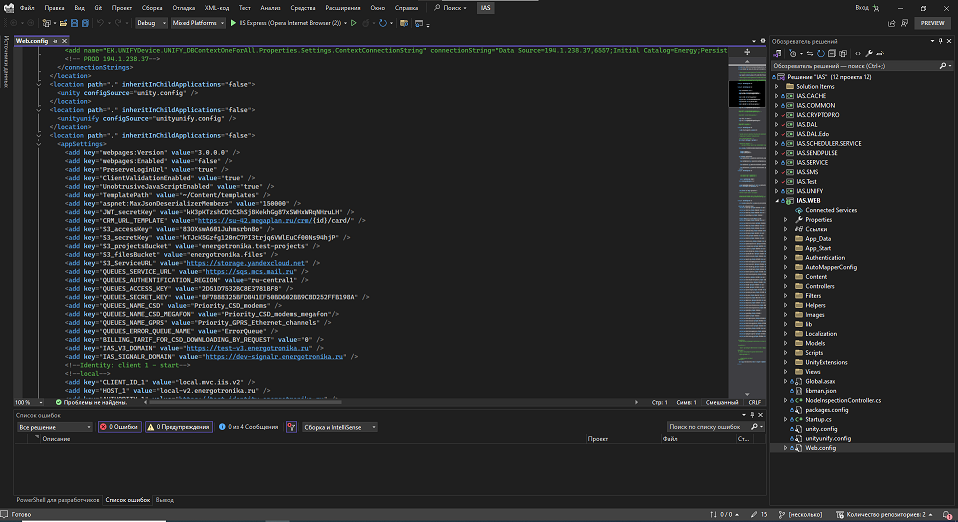 Файл Правка Вид Git Проект Сборка Отладка XML-код Тест Анализ Средства Расширения Окно Справка Поиск IAS Вход
Debug Mixed Platforms IIS Express (Opera Internet Browser (2)) PREVIEW
Источники данных
Web.config
<add name="EK.UNIFYDevice.UNIFY_DBContextOneForAll.Properties.Settings.ContextConnectionString" connectionString="Data Source=194.1.238.37,6557;Initial Catalog=Energy;Persist
<!-- PROD 194.1.238.37-->
</connectionStrings>
</location>
<location path="." inheritInChildApplications="false">
<unity configSource="unity.config" />
</location>
<location path="." inheritInChildApplications="false">
<unityunify configSource="unityunify.config" />
</location>
<location path="." inheritInChildApplications="false">
<appSettings>
<add key="webpages:Version" value="3.0.0.0" />
<add key="webpages:Enabled" value="false" />
<add key="PreserveLoginUrl" value="true" />
<add key="ClientValidationEnabled" value="true" />
<add key="UnobtrusiveJavaScriptEnabled" value="true" />
<add key="TemplatePath" value="~/Content/templates" />
<add key="aspnet:MaxJsonDeserializerMembers" value="150000" />
<add key="JWT_secretKey" value=
<add key="CRM_URL_TEMPLATE" value="https://su-42.megaplan.ru/crm/{id}/card/" />
<add key="S3_accessKey" value=
<add key="S3_secretKey" value=
<add key="S3_projectsBucket" value="energotronika.test-projects" />
<add key="S3_filesBucket" value="energotronika.files" />
<add key="S3_ServiceURL" value="https://storage.yandexcloud.net" />
<add key="QUEUES_SERVICE_URL" value="https://sqs.mcs.mail.ru" />
<add key="QUEUES_AUTHENTIFICATION_REGION" value="ru-central1" />
<add key="QUEUES_ACCESS_KEY" value=
<add key="QUEUES_SECRET_KEY" value=
<add key="QUEUES_NAME_CSD" value="Priority_CSD_modems" />
<add key="QUEUES_NAME_CSD_MEGAFON" value="Priority_CSD_modems_megafon"/>
<add key="QUEUES_NAME_GPRS" value="Priority_GPRS_Ethernet_channels" />
<add key="QUEUES_ERROR_QUEUE_NAME" value="ErrorQueue" />
<add key="BILLING_TARIF_FOR_CSD_DOWNLOADING_BY_REQUEST" value="0" />
<add key="IAS_V3_DOMAIN" value="https://test-v3.energotronika.ru" />
<add key="IAS_SIGNALR_DOMAIN" value="https://dev-signalr.energotronika.ru" />
<!--Identity: client 1 - start-->
<!--local-->
<add key="CLIENT_ID_1" value="local.mvc.iis.v2" />
<add key="HOST_1" value="local-v2.energotronika.ru" />
100 % Проблемы не найдены. Стр: 1 Симв: 1 Смешанный CRLF
Список ошибок
Все решение 0 Ошибки 0 Предупреждения 0 из 4 Сообщения Сборка и IntelliSense Поиск по списку ошибок
Описание Проект Файл Ст...
PowerShell для разработчиков Список ошибок Вывод
Обозреватель решений
Обозреватель решений — поиск (Ctrl+;)
Решение "IAS" (12 проекта 12)
Solution Items
IAS.CACHE
IAS.COMMON
IAS.CRYPTOPRO
IAS.DAL
IAS.DAL.Edo
IAS.SCHEDULER.SERVICE
IAS.SENDPULSE
IAS.SERVICE
IAS.SMS
IAS.Test
IAS.UNIFY
IAS.WEB
Connected Services
Properties
Ссылки
App_Data
App_Start
Authentication
AutoMapperConfig
Content
Controllers
Filters
Helpers
Images
lib
Localization
Models
Scripts
UnityExtensions
Views
Global.asax
libman.json
NodeInspectionController.cs
packages.config
Startup.cs
unity.config
unityunify.config
Web.config
Готово 0 / 0 15 [несколько] Количество репозиториев: 2